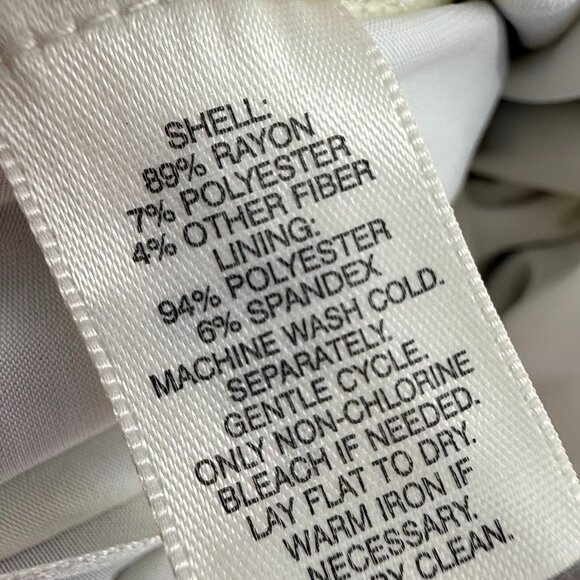 SHELL:
89% RAYON
7% POLYESTER
4% OTHER FIBER
LINING:
94% POLYESTER
6% SPANDEX
MACHINE WASH COLD.
SEPARATELY.
GENTLE CYCLE.
ONLY NON-CHLORINE
BLEACH IF NEEDED.
LAY FLAT TO DRY.
WARM IRON IF
NECESSARY.
CLEAN.